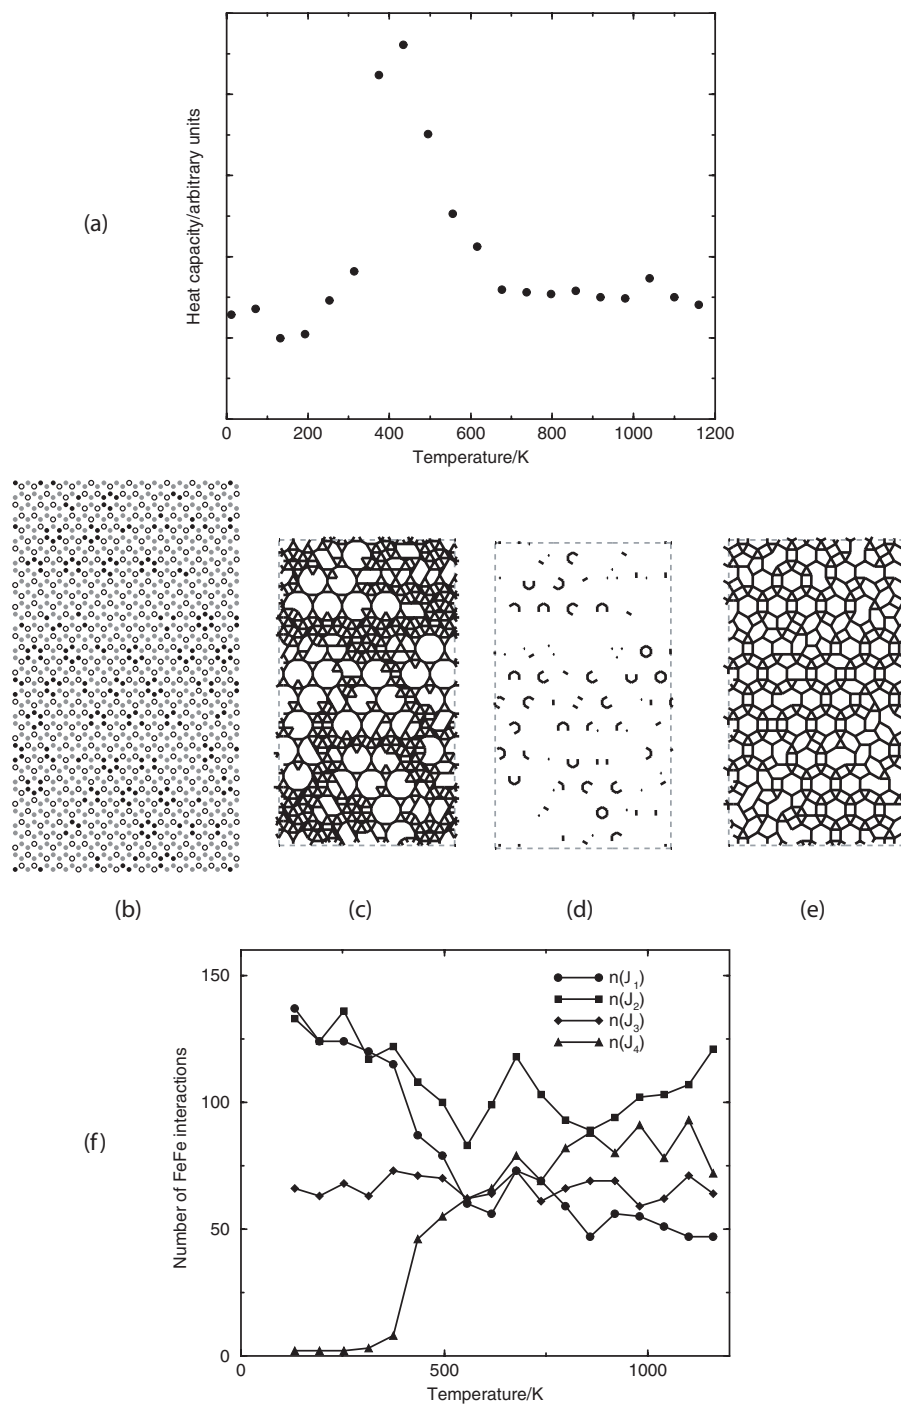 (a)
Heat capacity/arbitrary units
0 200 400 600 800 1000 1200
Temperature/K
(b) (c) (d) (e)
(f)
Number of FeFe interactions
150
100
50
0
n(J1)
n(J2)
n(J3)
n(J4)
0 500 1000
Temperature/K